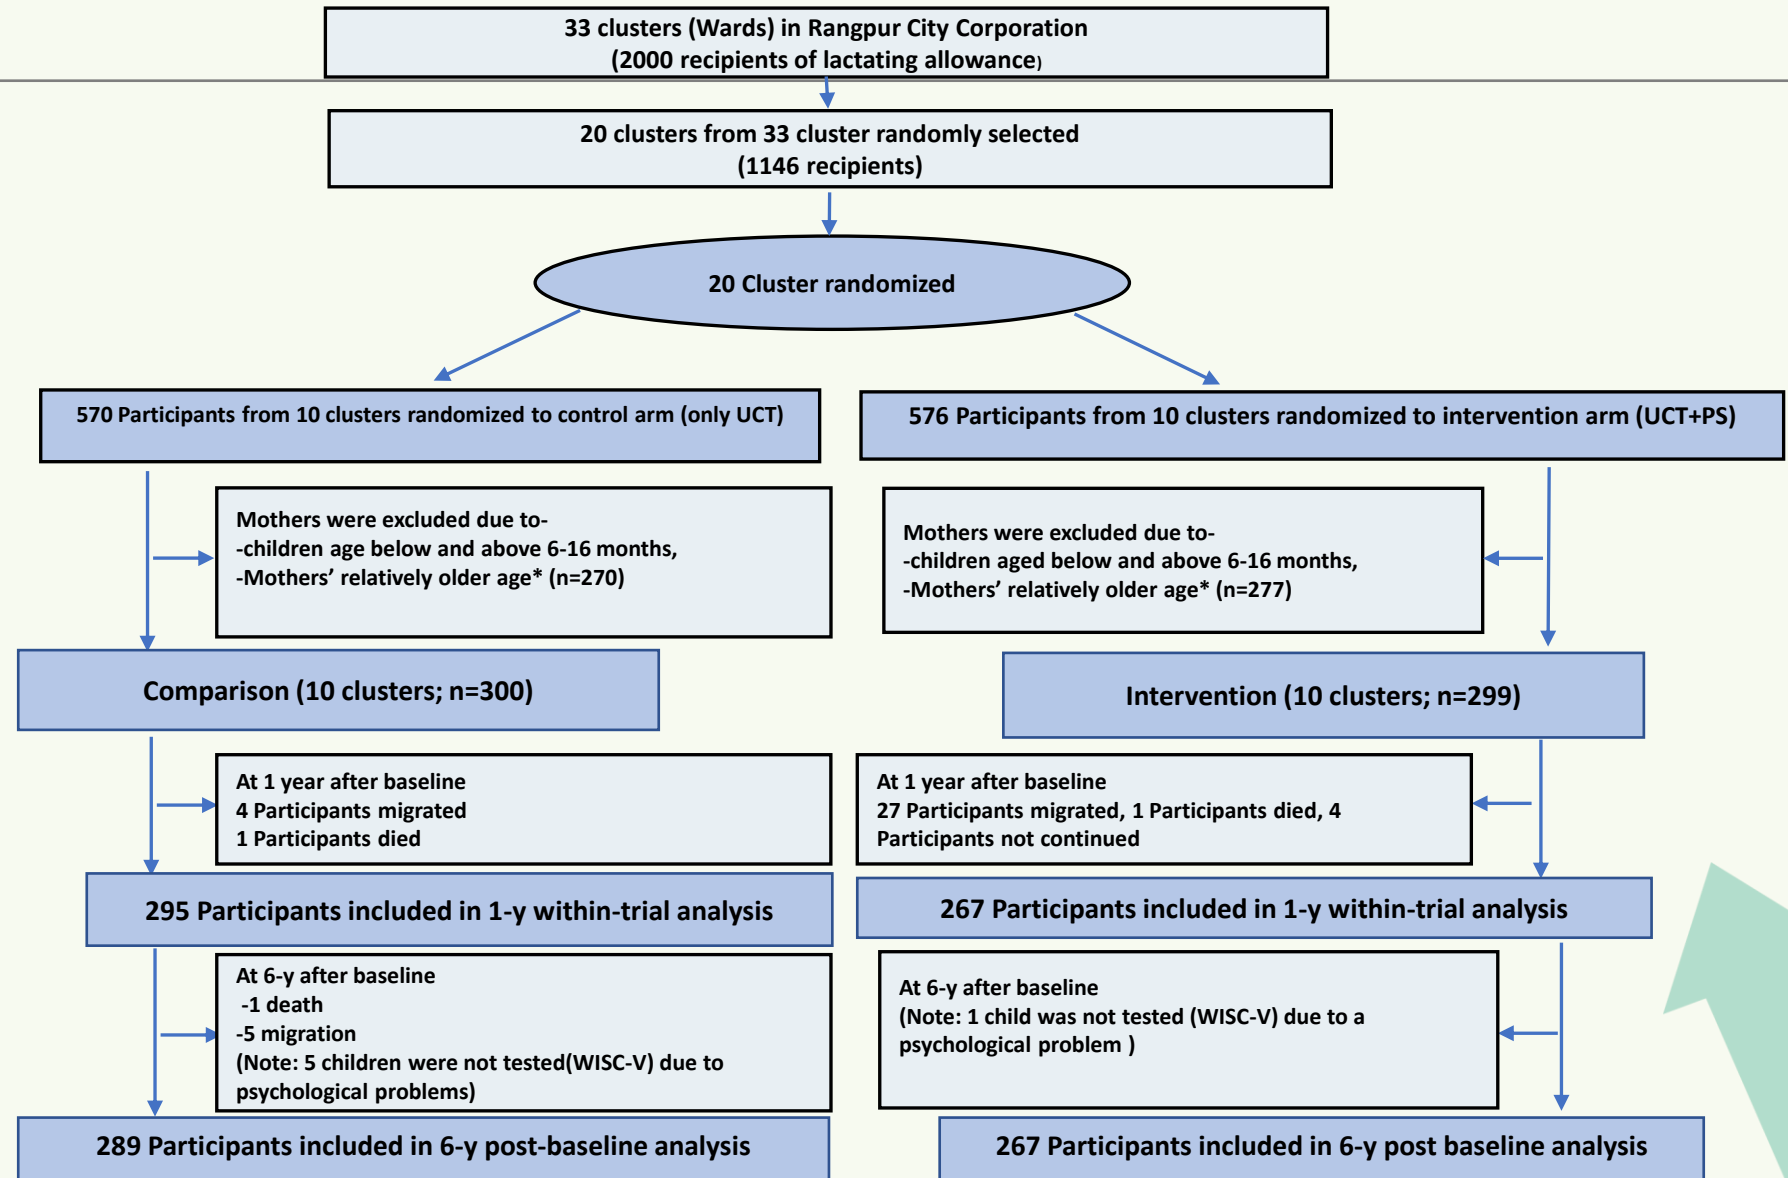 33 clusters (Wards) in Rangpur City Corporation
(2000 recipients of lactating allowance)
20 clusters from 33 cluster randomly selected
(1146 recipients)
20 Cluster randomized
570 Participants from 10 clusters randomized to control arm (only UCT)
576 Participants from 10 clusters randomized to intervention arm (UCT+PS)
Mothers were excluded due to-
-children age below and above 6-16 months,
-Mothers' relatively older age* (n=270)
Mothers were excluded due to-
-children aged below and above 6-16 months,
-Mothers' relatively older age* (n=277)
Comparison (10 clusters; n=300)
Intervention (10 clusters; n=299)
At 1 year after baseline
4 Participants migrated
1 Participants died
At 1 year after baseline
27 Participants migrated, 1 Participants died, 4
Participants not continued
295 Participants included in 1-y within-trial analysis
267 Participants included in 1-y within-trial analysis
At 6-y after baseline
-1 death
-5 migration
(Note: 5 children were not tested(WISC-V) due to
psychological problems)
At 6-y after baseline
(Note: 1 child was not tested (WISC-V) due to a
psychological problem )
289 Participants included in 6-y post-baseline analysis
267 Participants included in 6-y post baseline analysis